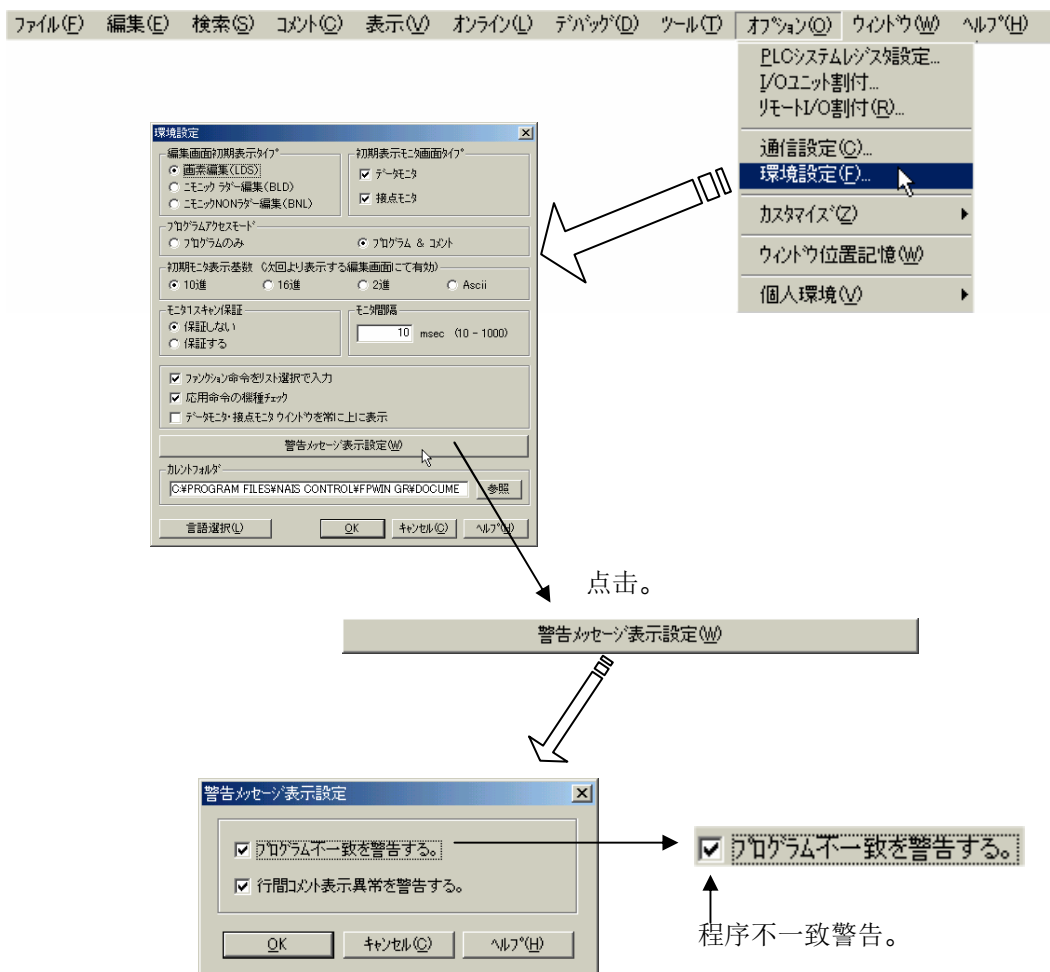 ﾌｧｲﾙ(F) 編集(E) 検索(S) ｺﾒﾝﾄ(C) 表示(V) ｵﾝﾗｲﾝ(L) ﾃﾞﾊﾞｯｸﾞ(D) ﾂｰﾙ(T) ｵﾌﾟｼｮﾝ(O) ｳｨﾝﾄﾞｳ(W) ﾍﾙﾌﾟ(H)
PLCｼｽﾃﾑﾚｼﾞｽﾀ設定...
I/Oﾕﾆｯﾄ割付...
ﾘﾓｰﾄI/O割付(R)...
通信設定(C)...
環境設定(F)...
ｶｽﾀﾏｲｽﾞ(Z)
ｳｨﾝﾄﾞｳ位置記憶(W)
個人環境(V)
環境設定
編集画面初期表示ﾀｲﾌﾟ
画素編集(LDS)
ﾆﾓﾆｯｸ ﾗﾀﾞｰ編集(BLD)
ﾆﾓﾆｯｸNONﾗﾀﾞｰ編集(BNL)
初期表示ﾓﾆﾀ画面ﾀｲﾌﾟ
ﾃﾞｰﾀﾓﾆﾀ
接点ﾓﾆﾀ
ﾌﾟﾛｸﾞﾗﾑｱｸｾｽﾓｰﾄﾞ
ﾌﾟﾛｸﾞﾗﾑのみ ﾌﾟﾛｸﾞﾗﾑ & ｺﾒﾝﾄ
初期ﾓﾆﾀ表示基数 (次回より表示する編集画面にて有効)
10進 16進 2進 Ascii
ﾓﾆﾀ1ｽｷｬﾝ保証
保証しない
保証する
ﾓﾆﾀ間隔
10 msec (10 - 1000)
ﾌｧﾝｸｼｮﾝ命令をﾘｽﾄ選択で入力
応用命令の機種ﾁｪｯｸ
ﾃﾞｰﾀﾓﾆﾀ・接点ﾓﾆﾀ ｳｲﾝﾄﾞｳを常に上に表示
警告ﾒｯｾｰｼﾞ表示設定(W)
ｶﾚﾝﾄﾌｫﾙﾀﾞ
C:¥PROGRAM FILES¥NAIS CONTROL¥FPWIN GR¥DOCUME 参照
言語選択(L) OK ｷｬﾝｾﾙ(C) ﾍﾙﾌﾟ(H)
点击。
警告ﾒｯｾｰｼﾞ表示設定(W)
警告ﾒｯｾｰｼﾞ表示設定
ﾌﾟﾛｸﾞﾗﾑ不一致を警告する。
行間ｺﾒﾝﾄ表示異常を警告する。
OK ｷｬﾝｾﾙ(C) ﾍﾙﾌﾟ(H)
ﾌﾟﾛｸﾞﾗﾑ不一致を警告する。
程序不一致警告。